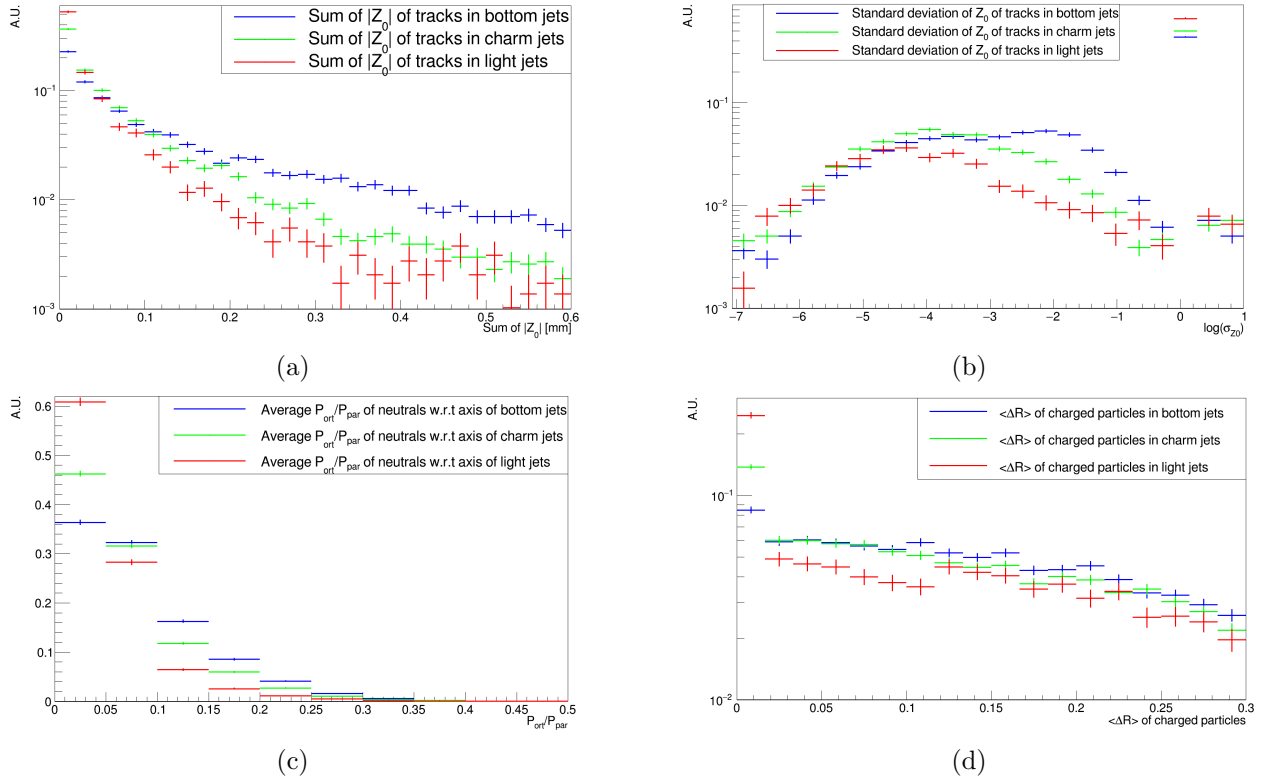 A.U.
Sum of |Z0| of tracks in bottom jets
Sum of |Z0| of tracks in charm jets
Sum of |Z0| of tracks in light jets
10−1
10−2
10−3
0 0.1 0.2 0.3 0.4 0.5 0.6
Sum of |Z0| [mm]
(a)
A.U.
Standard deviation of Z0 of tracks in bottom jets
Standard deviation of Z0 of tracks in charm jets
Standard deviation of Z0 of tracks in light jets
10−1
10−2
10−3
−7 −6 −5 −4 −3 −2 −1 0 1
log(σZ0)
(b)
A.U.
Average Port/Ppar of neutrals w.r.t axis of bottom jets
Average Port/Ppar of neutrals w.r.t axis of charm jets
Average Port/Ppar of neutrals w.r.t axis of light jets
0.6
0.5
0.4
0.3
0.2
0.1
0
0 0.05 0.1 0.15 0.2 0.25 0.3 0.35 0.4 0.45 0.5
Port/Ppar
(c)
A.U.
<ΔR> of charged particles in bottom jets
<ΔR> of charged particles in charm jets
<ΔR> of charged particles in light jets
10−1
10−2
0 0.05 0.1 0.15 0.2 0.25 0.3
<ΔR> of charged particles
(d)